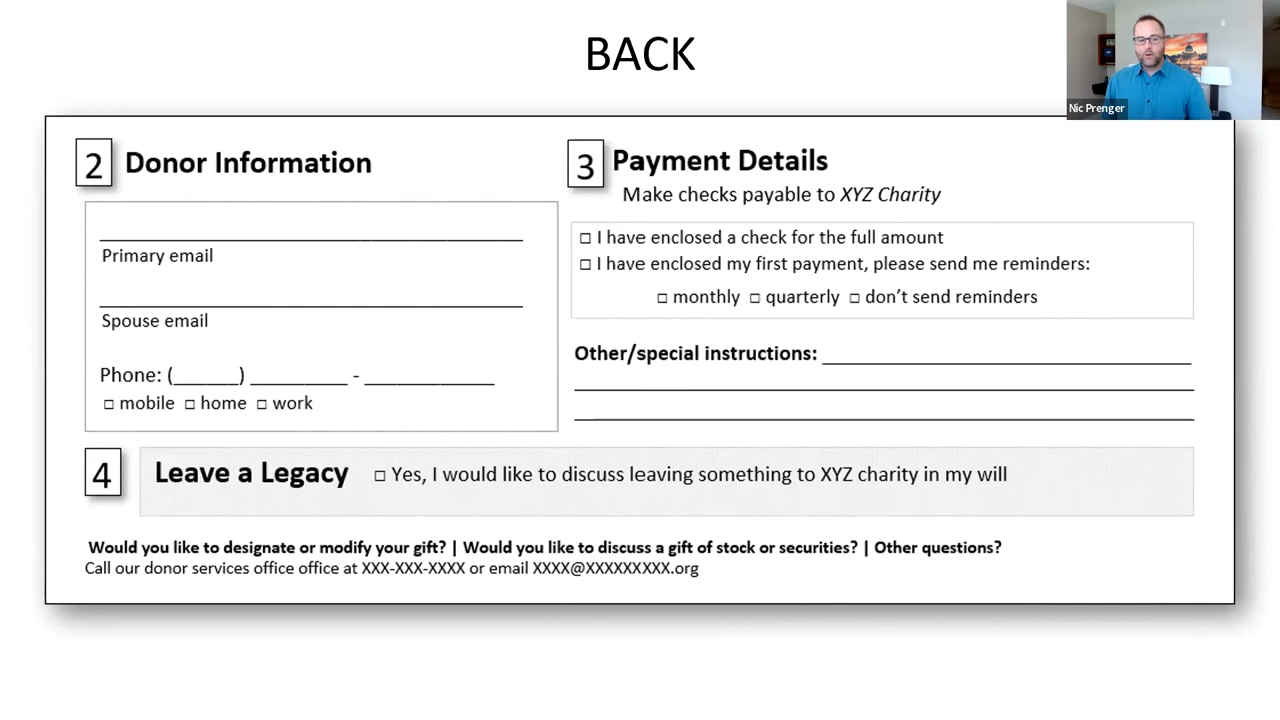 BACK
Nic Prenger
2 Donor Information
Primary email
Spouse email
Phone: (______) _________ - ____________
□ mobile □ home □ work
3 Payment Details
Make checks payable to XYZ Charity
□ I have enclosed a check for the full amount
□ I have enclosed my first payment, please send me reminders:
□ monthly □ quarterly □ don't send reminders
Other/special instructions:
4 Leave a Legacy □ Yes, I would like to discuss leaving something to XYZ charity in my will
Would you like to designate or modify your gift? | Would you like to discuss a gift of stock or securities? | Other questions?
Call our donor services office office at XXX-XXX-XXXX or email XXXX@XXXXXXXXX.org